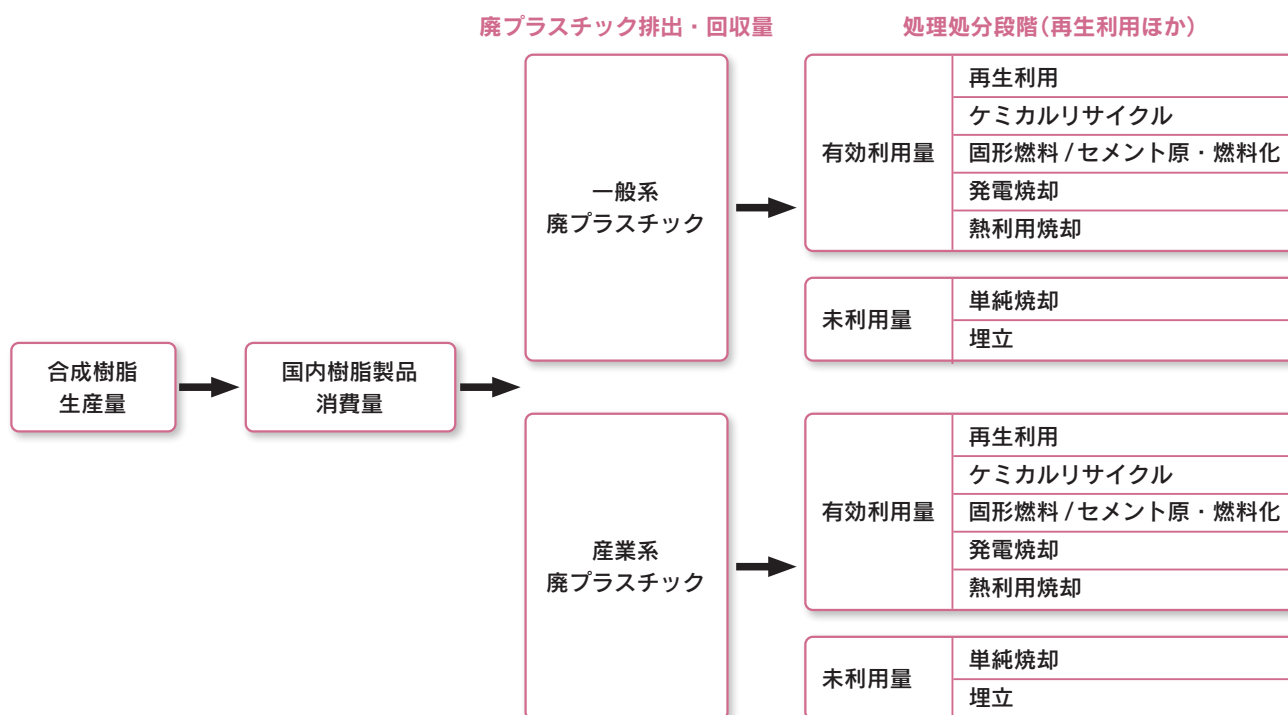 廃プラスチック排出・回収量
処理処分段階(再生利用ほか)
合成樹脂
生産量
国内樹脂製品
消費量
一般系
廃プラスチック
有効利用量
再生利用
ケミカルリサイクル
固形燃料/セメント原・燃料化
発電焼却
熱利用焼却
未利用量
単純焼却
埋立
産業系
廃プラスチック
有効利用量
再生利用
ケミカルリサイクル
固形燃料/セメント原・燃料化
発電焼却
熱利用焼却
未利用量
単純焼却
埋立